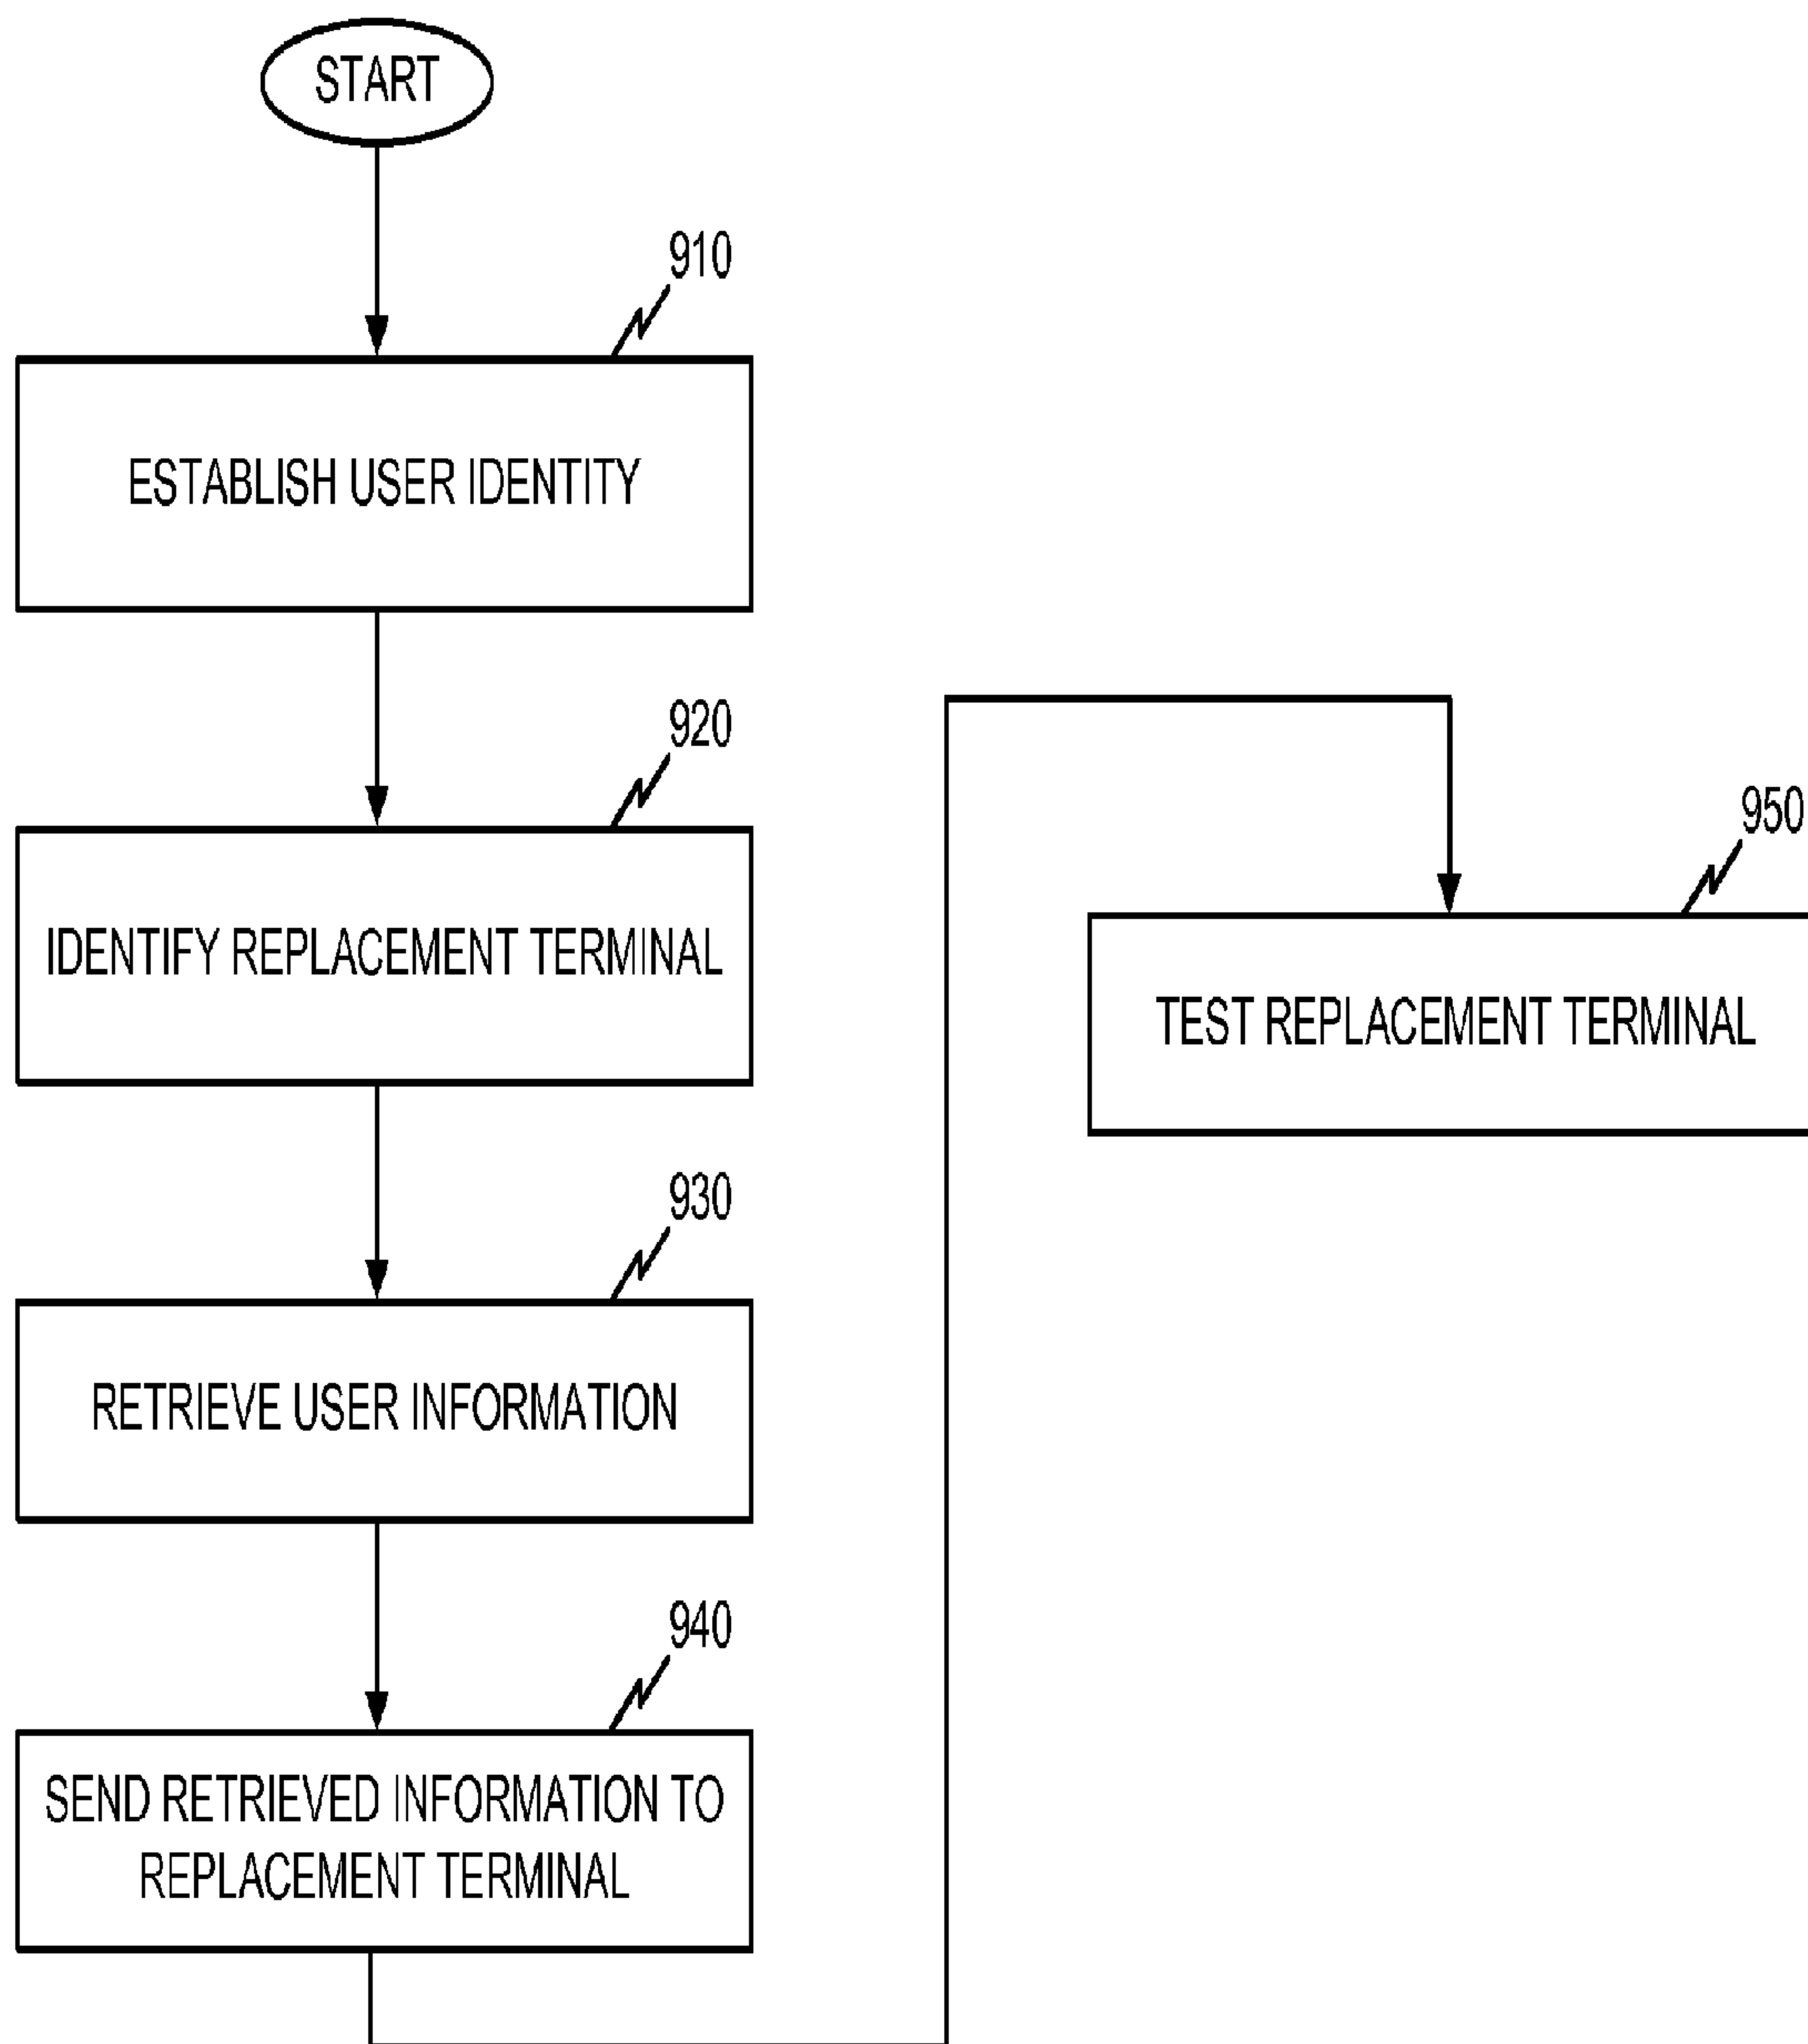 START
910
ESTABLISH USER IDENTITY
920
IDENTIFY REPLACEMENT TERMINAL
930
RETRIEVE USER INFORMATION
940
SEND RETRIEVED INFORMATION TO
REPLACEMENT TERMINAL
950
TEST REPLACEMENT TERMINAL